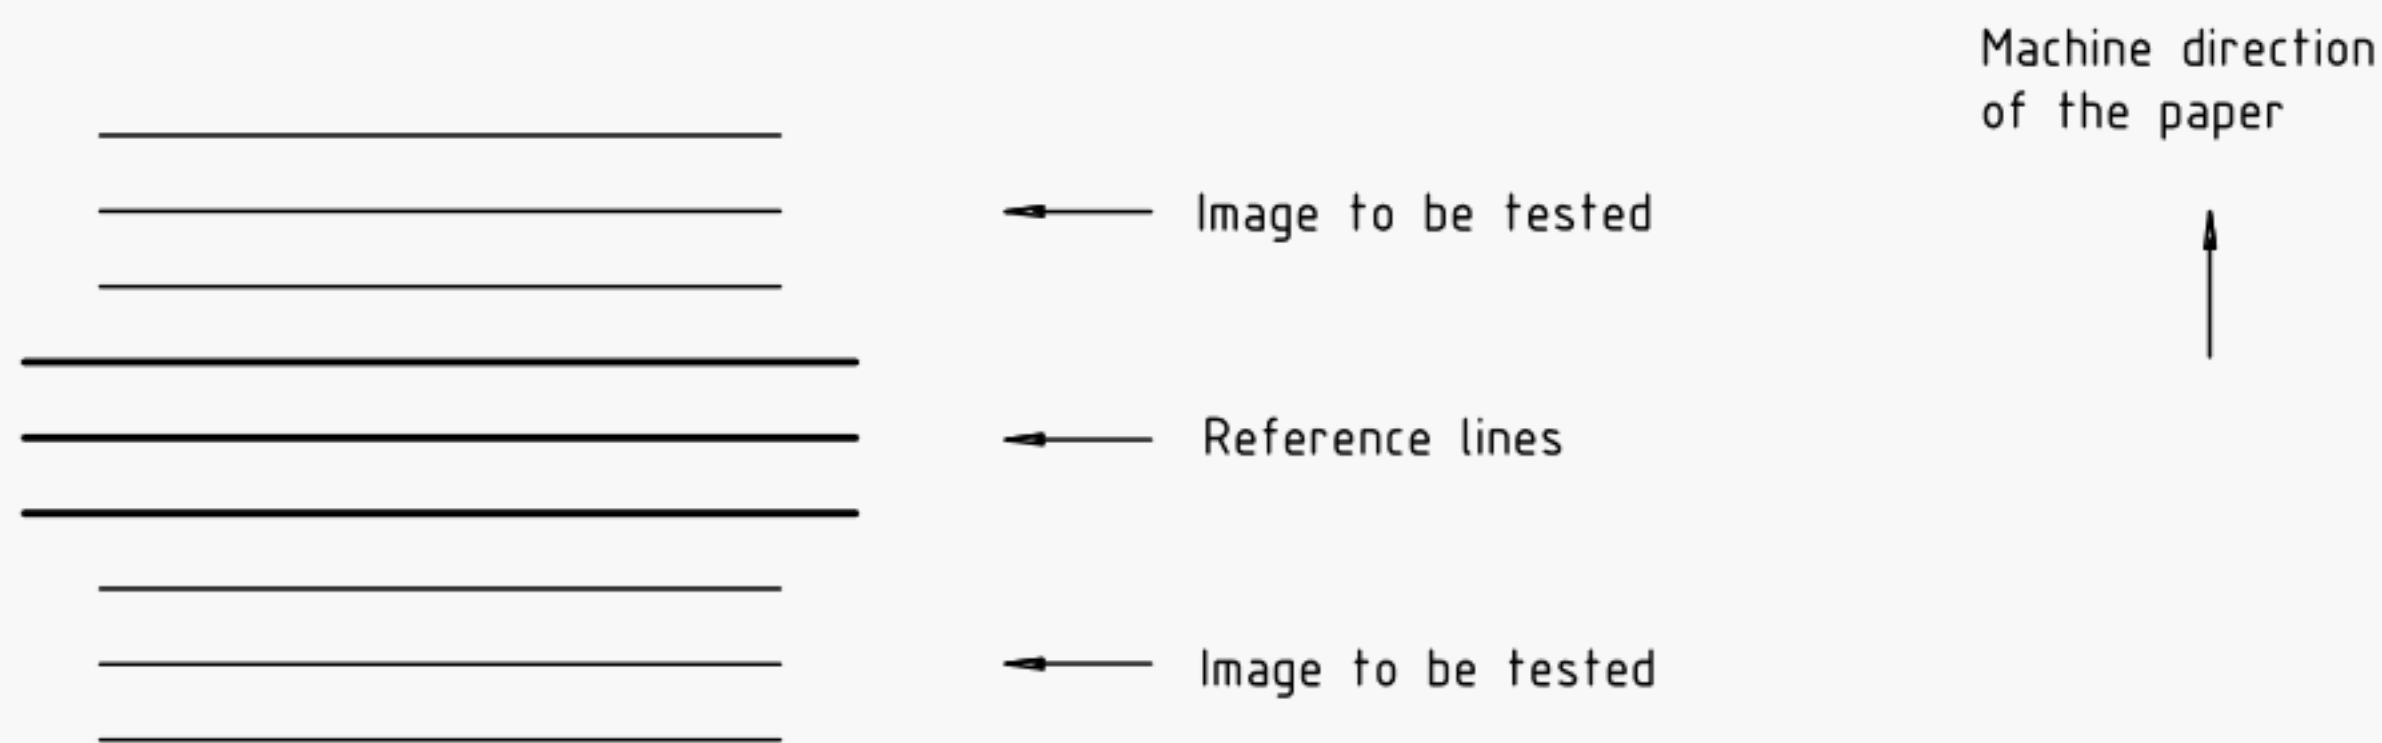 Machine direction
of the paper
Image to be tested
Reference lines
Image to be tested